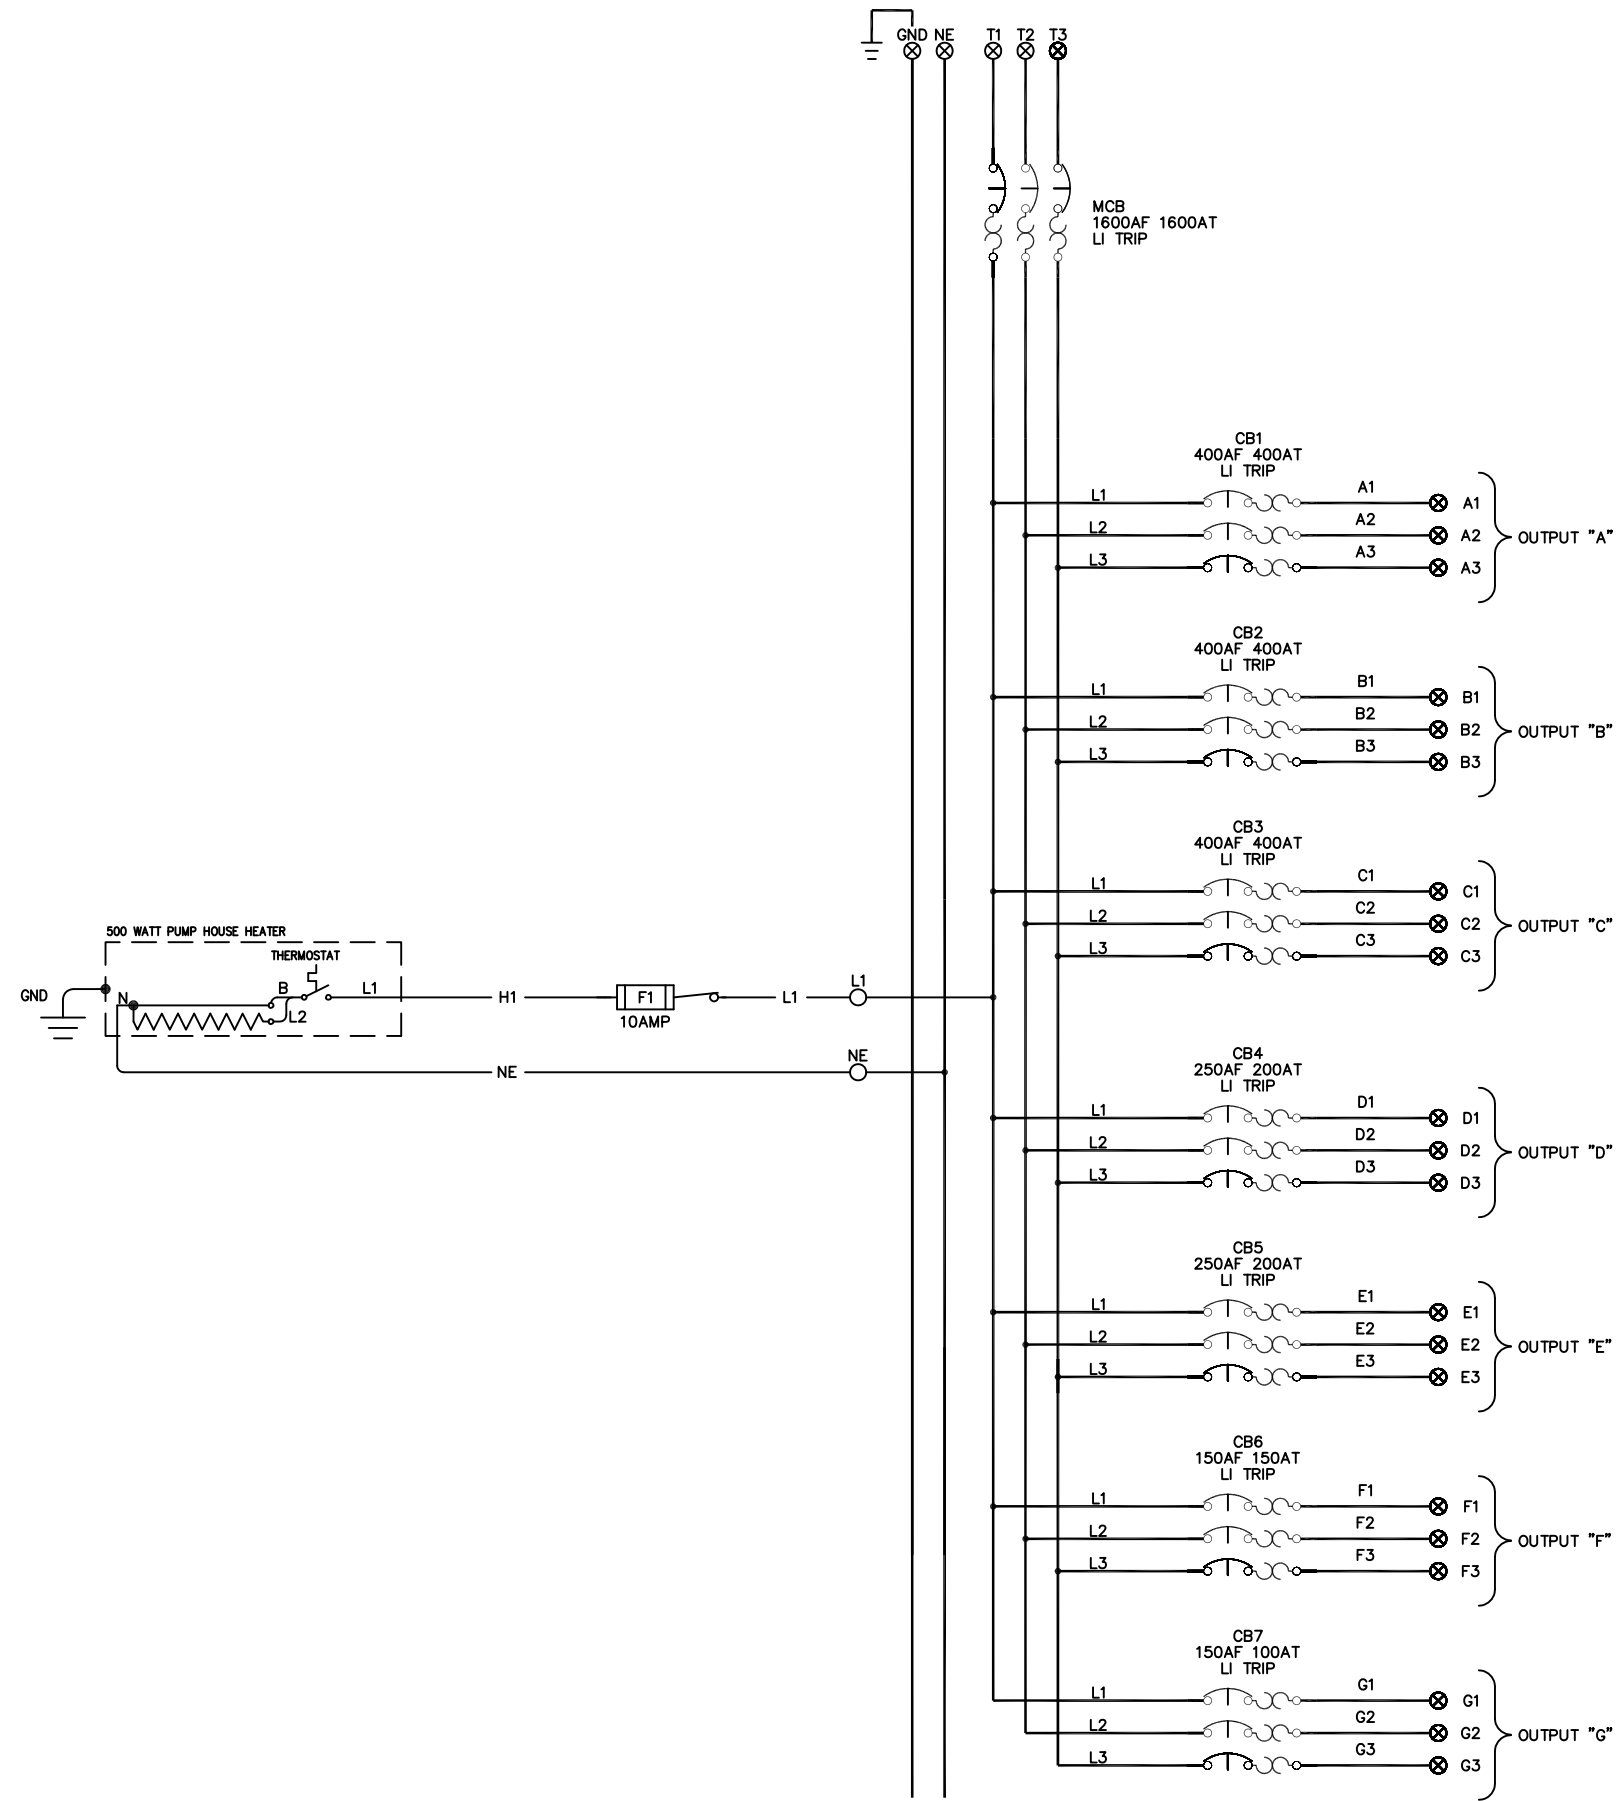 GND NE T1 T2 T3
MCB
1600AF 1600AT
LI TRIP
CB1
400AF 400AT
LI TRIP
L1 A1 A1
L2 A2 A2
L3 A3 A3
OUTPUT "A"
CB2
400AF 400AT
LI TRIP
L1 B1 B1
L2 B2 B2
L3 B3 B3
OUTPUT "B"
CB3
400AF 400AT
LI TRIP
L1 C1 C1
L2 C2 C2
L3 C3 C3
OUTPUT "C"
500 WATT PUMP HOUSE HEATER
THERMOSTAT
GND N B L1 H1 F1 L1 L1
L2
10AMP
NE NE
CB4
250AF 200AT
LI TRIP
L1 D1 D1
L2 D2 D2
L3 D3 D3
OUTPUT "D"
CB5
250AF 200AT
LI TRIP
L1 E1 E1
L2 E2 E2
L3 E3 E3
OUTPUT "E"
CB6
150AF 150AT
LI TRIP
L1 F1 F1
L2 F2 F2
L3 F3 F3
OUTPUT "F"
CB7
150AF 100AT
LI TRIP
L1 G1 G1
L2 G2 G2
L3 G3 G3
OUTPUT "G"